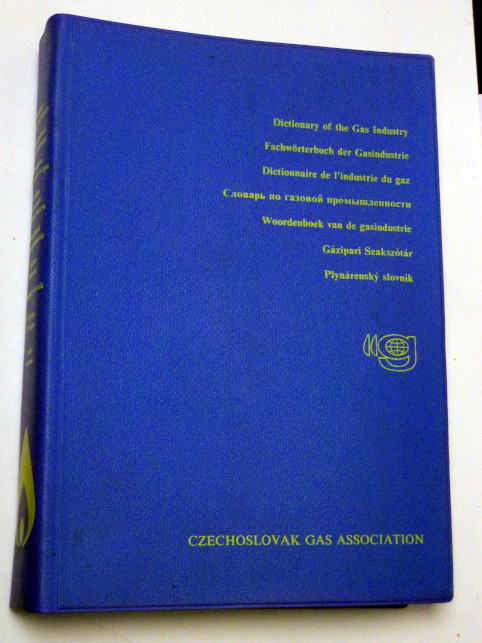 Dictionary of the Gas Industry
Fachwörterbuch der Gasindustrie
Dictionnaire de l'industrie du gaz
Словарь по газовой промышленности
Woordenboek van de gasindustrie
Gázipari Szakszótár
Plynárenský slovník
g
CZECHOSLOVAK GAS ASSOCIATION